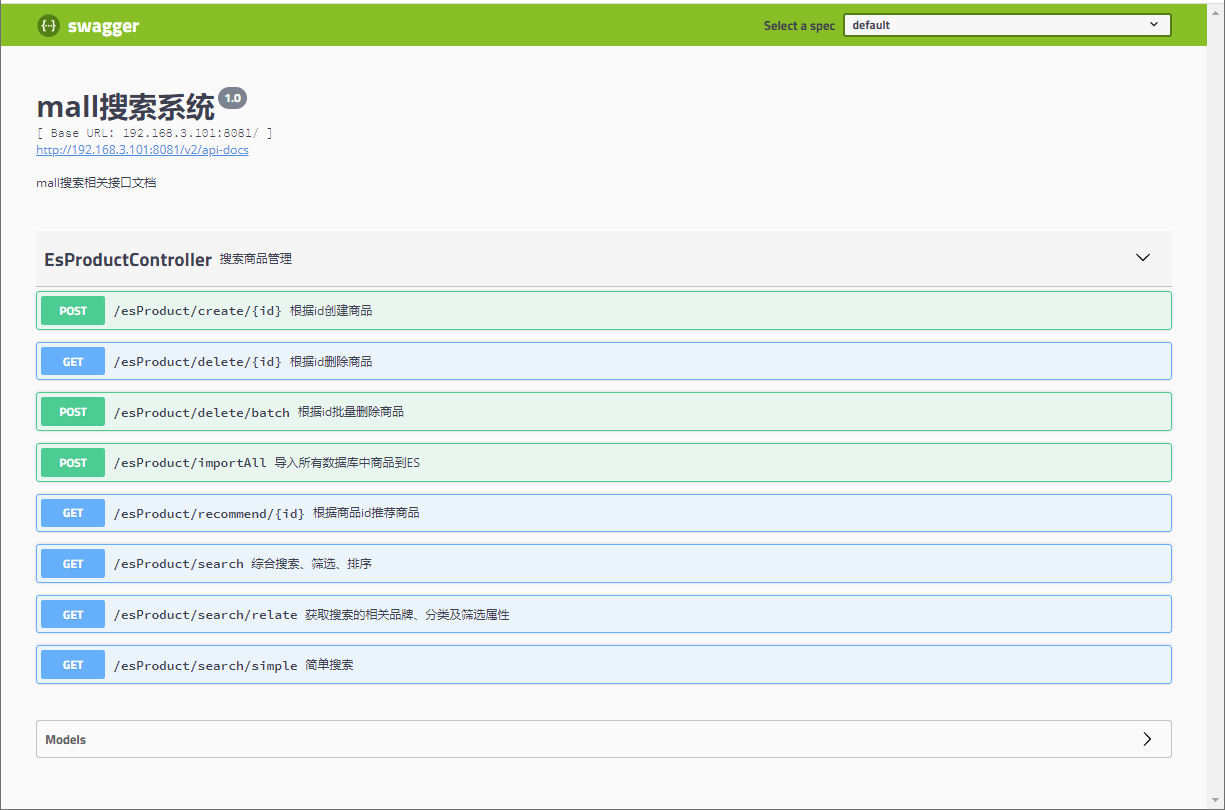 swagger Select a spec default
mall搜索系统 1.0
[ Base URL: 192.168.3.101:8081/ ]
http://192.168.3.101:8081/v2/api-docs
mall搜索相关接口文档
EsProductController 搜索商品管理
POST /esProduct/create/{id} 根据id创建商品
GET /esProduct/delete/{id} 根据id删除商品
POST /esProduct/delete/batch 根据id批量删除商品
POST /esProduct/importAll 导入所有数据库中商品到ES
GET /esProduct/recommend/{id} 根据商品id推荐商品
GET /esProduct/search 综合搜索、筛选、排序
GET /esProduct/search/relate 获取搜索的相关品牌、分类及筛选属性
GET /esProduct/search/simple 简单搜索
Models